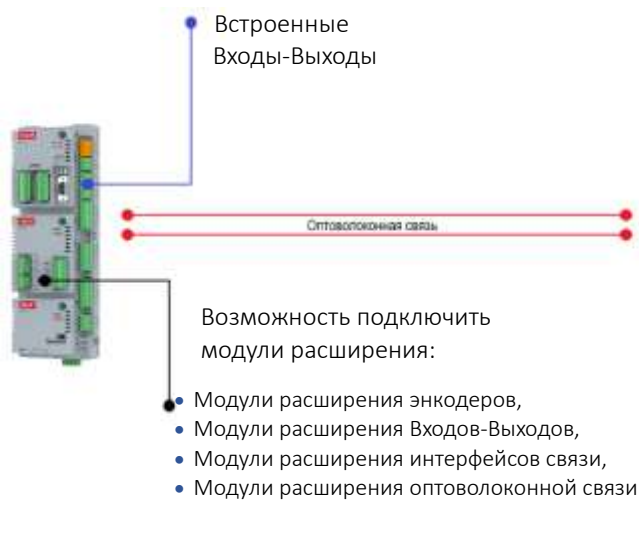 Встроенные
Входы-Выходы
Оптоволоконная связь
Возможность подключить
модули расширения:
• Модули расширения энкодеров,
• Модули расширения Входов-Выходов,
• Модули расширения интерфейсов связи,
• Модули расширения оптоволоконной связи